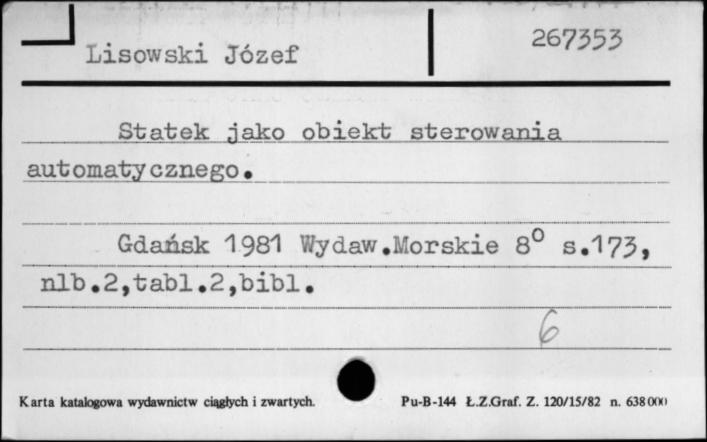 Lisowski Józef 267353
Statek jako obiekt sterowania
automatycznego.
Gdańsk 1981 Wydaw.Morskie 8° s.173,
nlb.2,tabl.2,bibl.
6
Karta katalogowa wydawnictw ciągłych i zwartych. Pu-B-144 Ł.Z.Graf. Z. 120/15/82 n. 638000